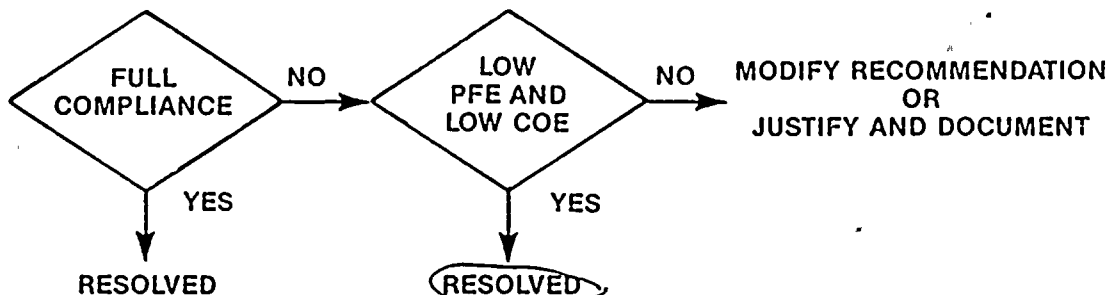 FULL
COMPLIANCE
NO
LOW
PFE AND
LOW COE
NO
MODIFY RECOMMENDATION
OR
JUSTIFY AND DOCUMENT
YES
RESOLVED
YES
RESOLVED